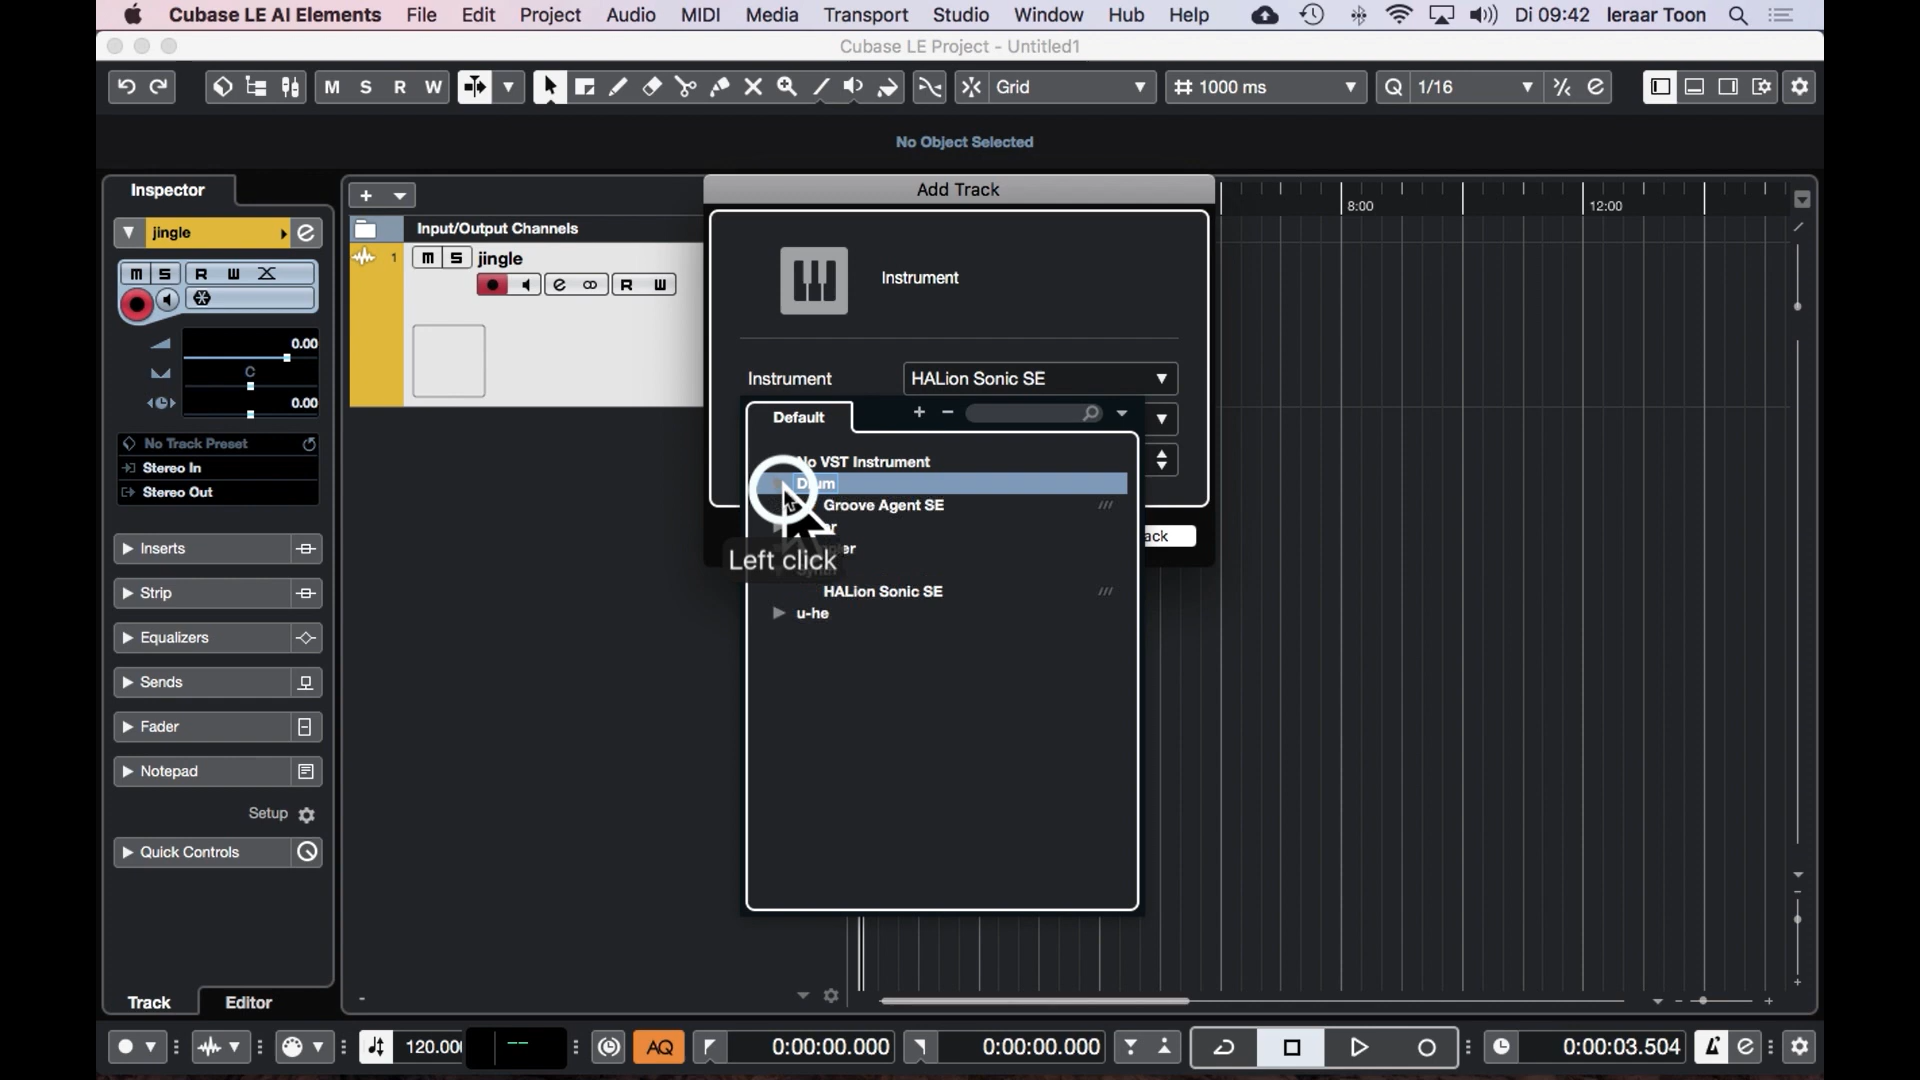 Cubase LE AI Elements File Edit Project Audio MIDI Media Transport Studio Window Hub Help Di 09:42 leraar Toon
Cubase LE Project - Untitled1
M S R W Grid 1000 ms Q 1/16
No Object Selected
Inspector
Add Track
8:00 12:00
jingle
Input/Output Channels
1 m S jingle
R W
m S R W
Instrument
0.00
C
0.00
Instrument HALion Sonic SE
Default
No Track Preset
Stereo In
Stereo Out
No VST Instrument
Drum
Groove Agent SE
Left click
HALion Sonic SE
u-he
Inserts
Strip
Equalizers
Sends
Fader
Notepad
Setup
Quick Controls
Track Editor
120.00 AQ 0:00:00.000 0:00:00.000 0:00:03.504